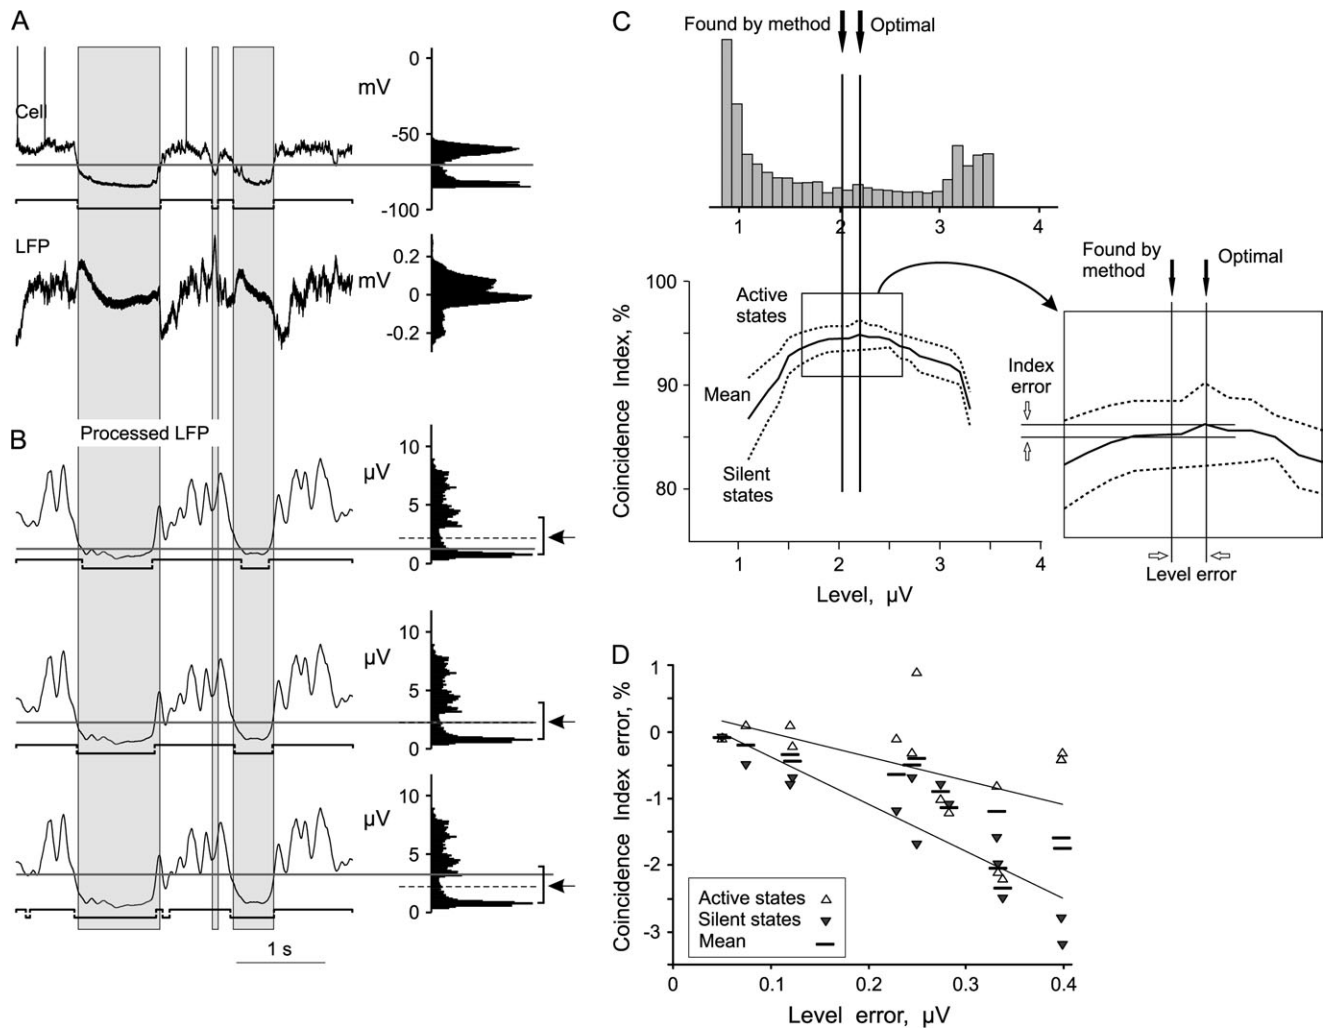 A
Cell
0
mV
-50
-100
LFP
0.2
mV
0
-0.2
B
Processed LFP
10
µV
5
0
10
µV
5
0
10
µV
5
0
1 s
C
Found by method
Optimal
1
2
3
4
100
90
80
Coincidence Index, %
Active
states
Mean
Silent
states
1
2
3
4
Level, µV
Found by
method
Optimal
Index
error
Level error
D
1
0
-1
-2
-3
Coincidence Index error, %
Active states
Silent states
Mean
0
0.1
0.2
0.3
0.4
Level error, µV